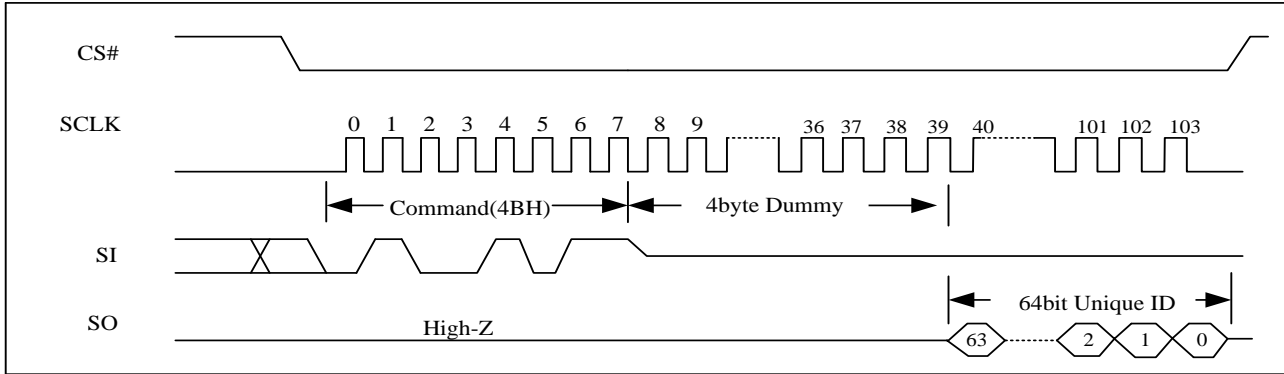 CS#
SCLK
0 1 2 3 4 5 6 7 8 9 36 37 38 39 40 101 102 103
Command(4BH) 4byte Dummy
SI
64bit Unique ID
SO
High-Z
63 2 1 0